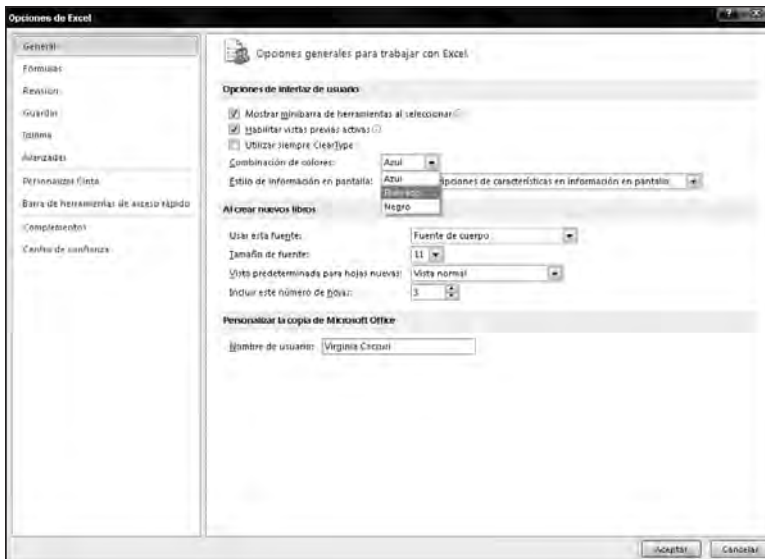 Opciones de Excel
General
Fórmulas
Revisión
Guardar
Idioma
Avanzadas
Personalizar Cinta
Barra de herramientas de acceso rápido
Complementos
Centro de confianza
Opciones generales para trabajar con Excel.
Opciones de interfaz de usuario
Mostrar minibarra de herramientas al seleccionar
Habilitar vistas previas activas
Utilizar siempre ClearType
Combinación de colores: Azul
Azul
Negro
Estilo de información en pantalla: ripciones de características en información en pantalla
Al crear nuevos libros
Usar esta fuente: Fuente de cuerpo
Tamaño de fuente: 11
Vista predeterminada para hojas nuevas: Vista normal
Incluir este número de hojas: 3
Personalizar la copia de Microsoft Office
Nombre de usuario: Virginia
Aceptar Cancelar